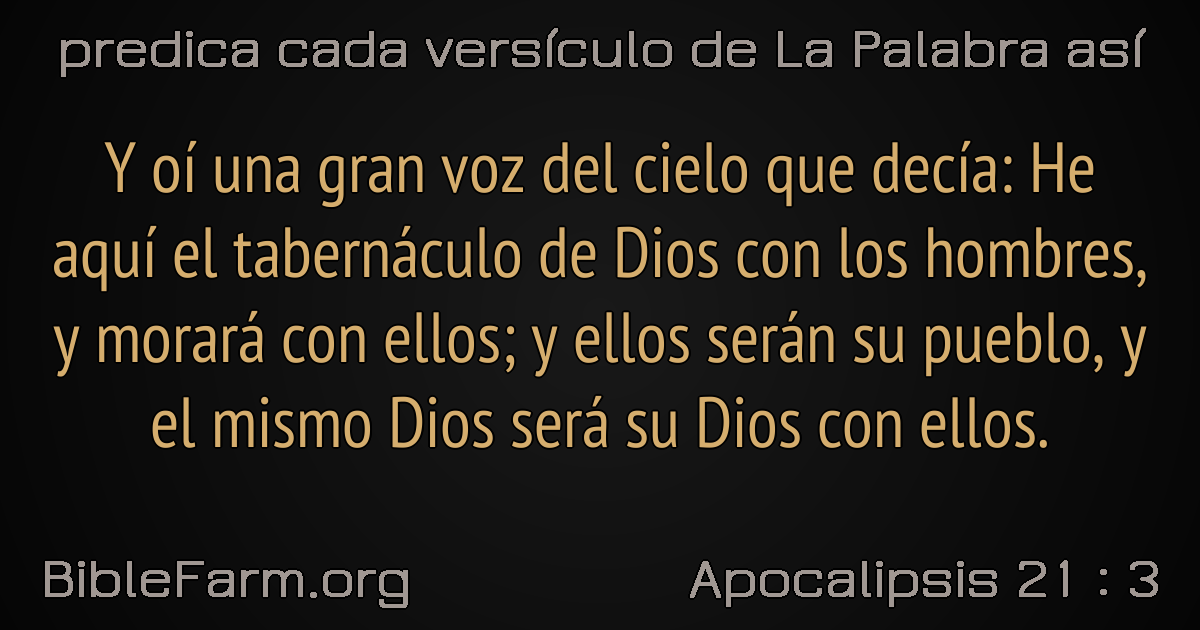 predica cada versículo de La Palabra así
Y oí una gran voz del cielo que decía: He
aquí el tabernáculo de Dios con los hombres,
y morará con ellos; y ellos serán su pueblo, y
el mismo Dios será su Dios con ellos.
BibleFarm.org
Apocalipsis 21 : 3